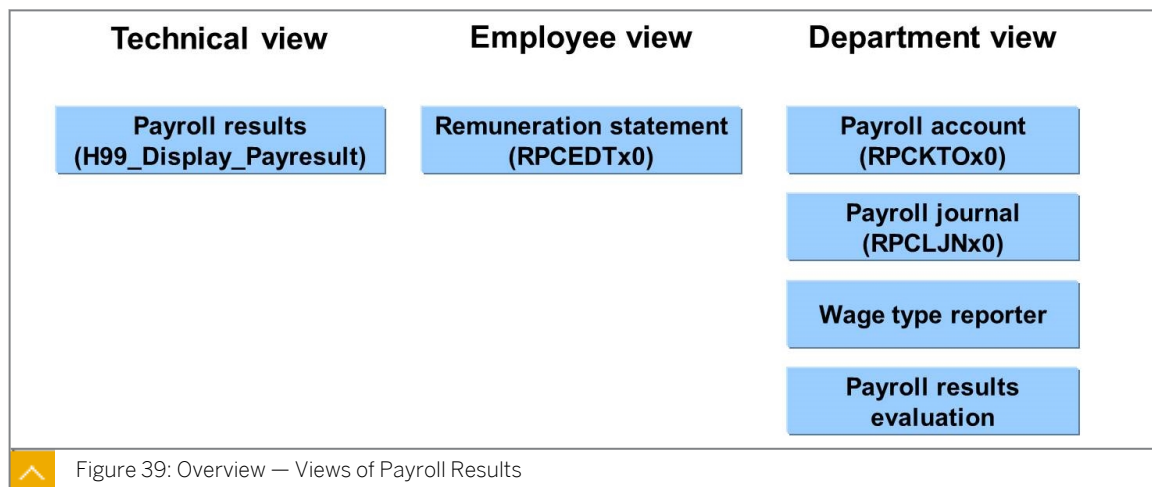 Technical view
Employee view
Department view
Payroll results
(H99_Display_Payresult)
Remuneration statement
(RPCEDTx0)
Payroll account
(RPCKTOx0)
Payroll journal
(RPCLJNx0)
Wage type reporter
Payroll results
evaluation
Figure 39: Overview — Views of Payroll Results